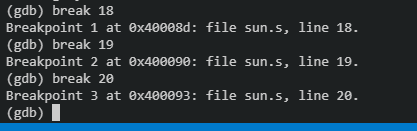 (gdb) break 18
Breakpoint 1 at 0x40008d: file sun.s, line 18.
(gdb) break 19
Breakpoint 2 at 0x400090: file sun.s, line 19.
(gdb) break 20
Breakpoint 3 at 0x400093: file sun.s, line 20.
(gdb)